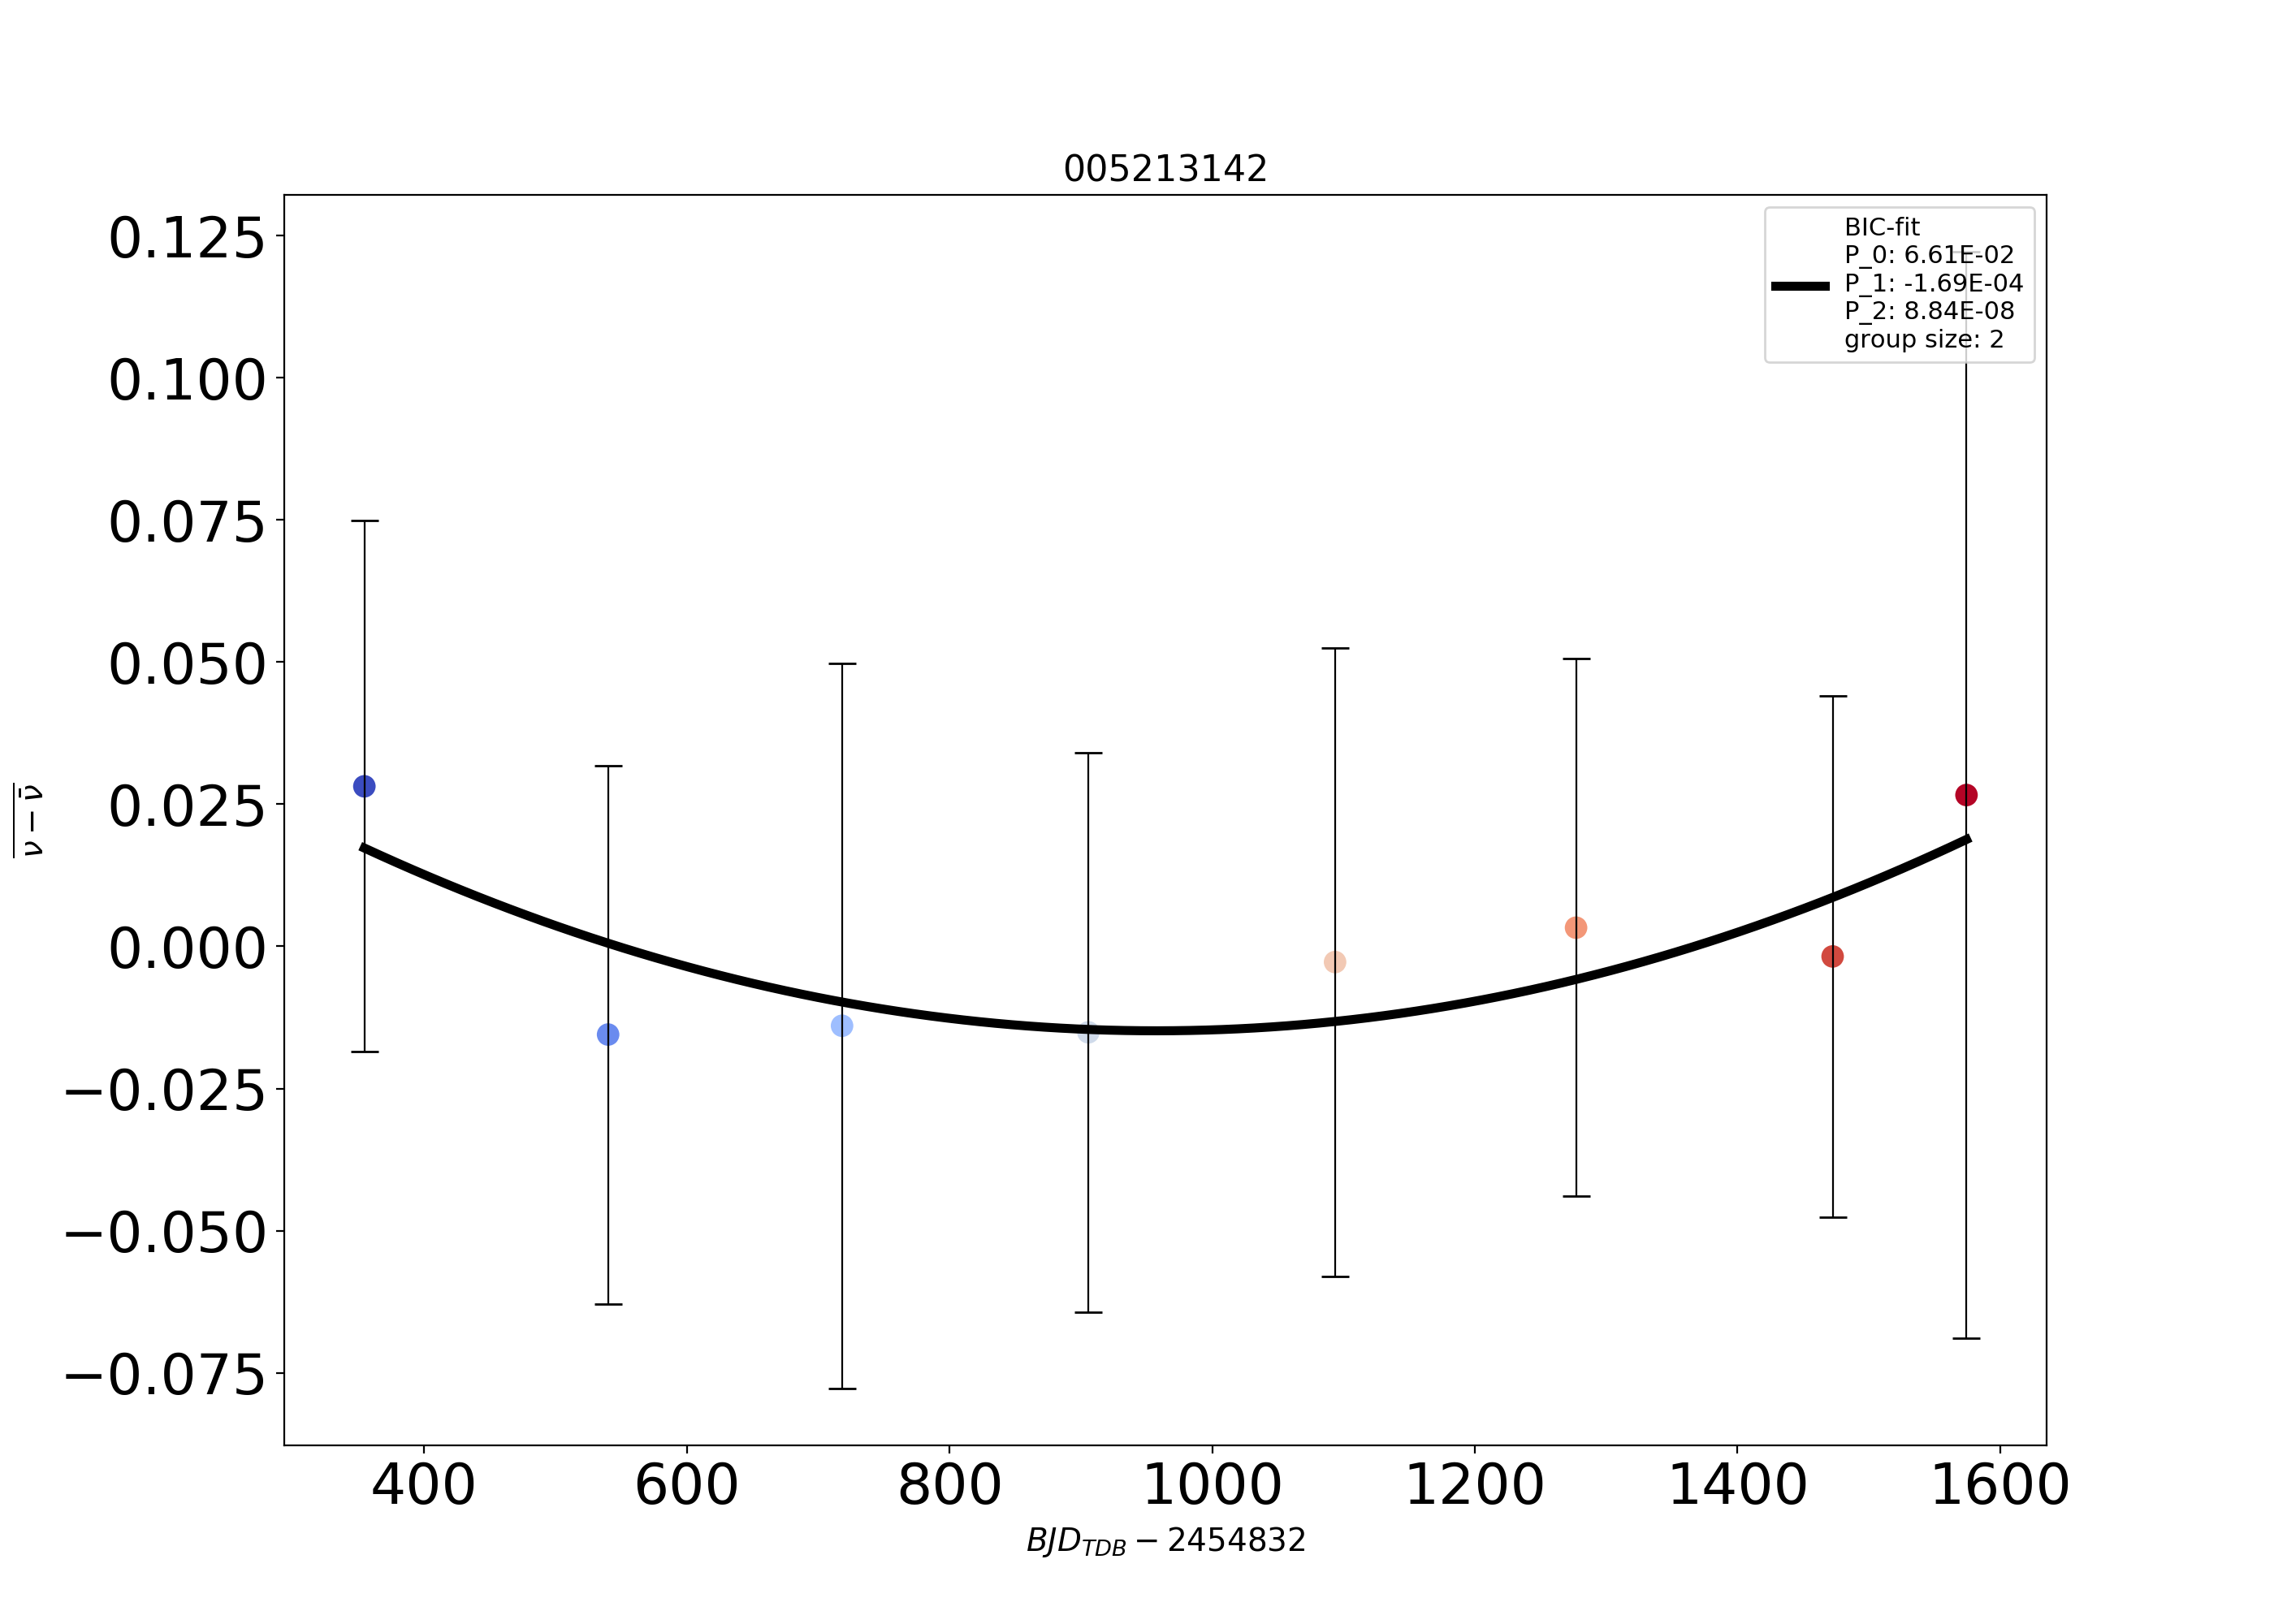 005213142
BIC-fit
P_0: 6.61E-02
P_1: -1.69E-04
P_2: 8.84E-08
group size: 2
0.125
0.100
0.075
0.050
0.025
0.000
−0.025
−0.050
−0.075
ν − ν̄
400 600 800 1000 1200 1400 1600
BJD_TDB − 2454832